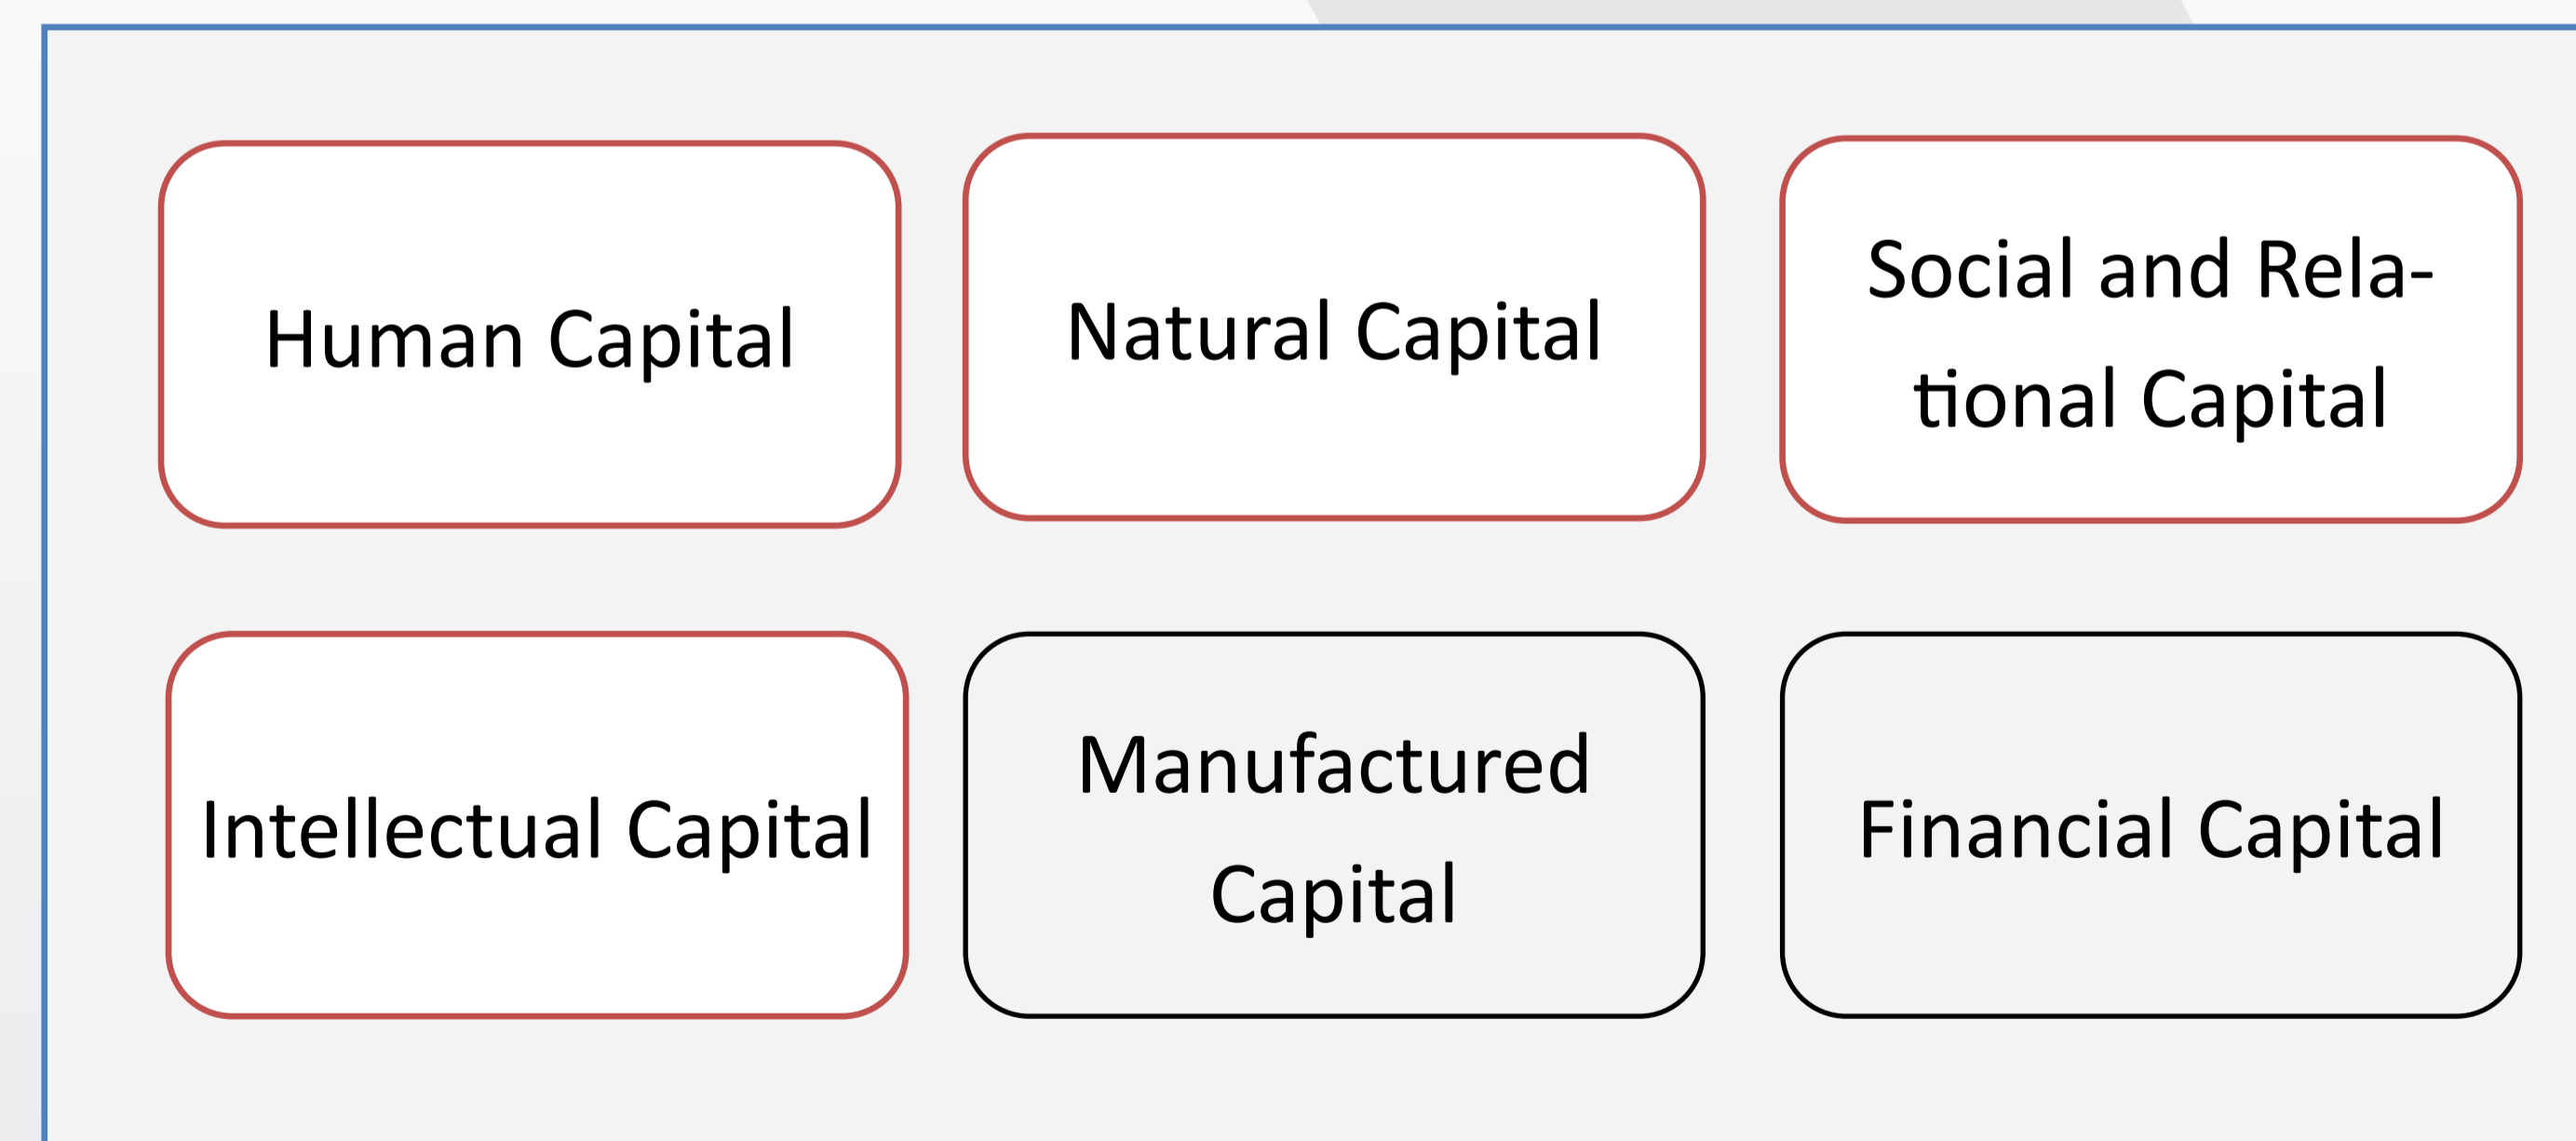 Human Capital
Natural Capital
Social and Rela-
tional Capital
Intellectual Capital
Manufactured
Capital
Financial Capital